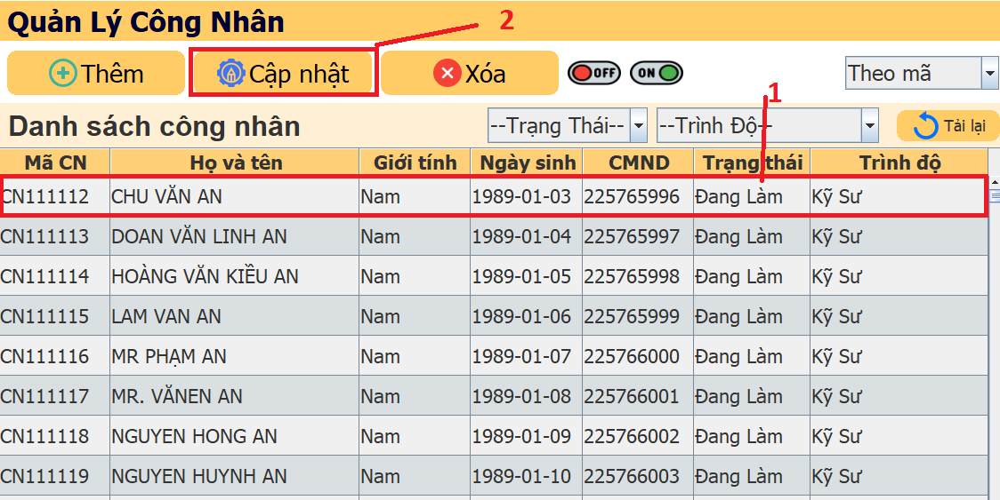 Quản Lý Công Nhân
2
Thêm Cập nhật Xóa OFF ON Theo mã
1
Danh sách công nhân --Trạng Thái-- --Trình Độ-- Tải lại
Mã CN Họ và tên Giới tính Ngày sinh CMND Trạng thái Trình độ
CN111112 CHU VĂN AN Nam 1989-01-03 225765996 Đang Làm Kỹ Sư
CN111113 DOAN VĂN LINH AN Nam 1989-01-04 225765997 Đang Làm Kỹ Sư
CN111114 HOÀNG VĂN KIỀU AN Nam 1989-01-05 225765998 Đang Làm Kỹ Sư
CN111115 LAM VAN AN Nam 1989-01-06 225765999 Đang Làm Kỹ Sư
CN111116 MR PHẠM AN Nam 1989-01-07 225766000 Đang Làm Kỹ Sư
CN111117 MR. VĂNEN AN Nam 1989-01-08 225766001 Đang Làm Kỹ Sư
CN111118 NGUYEN HONG AN Nam 1989-01-09 225766002 Đang Làm Kỹ Sư
CN111119 NGUYEN HUYNH AN Nam 1989-01-10 225766003 Đang Làm Kỹ Sư